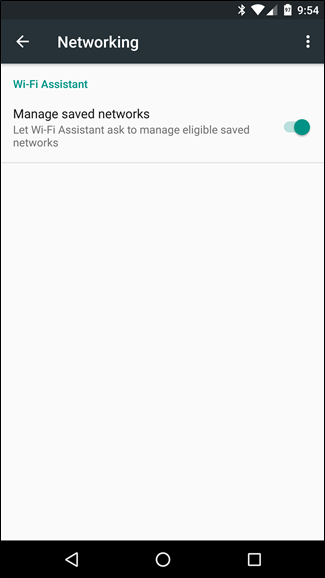 9:54
Networking
Wi-Fi Assistant
Manage saved networks
Let Wi-Fi Assistant ask to manage eligible saved
networks